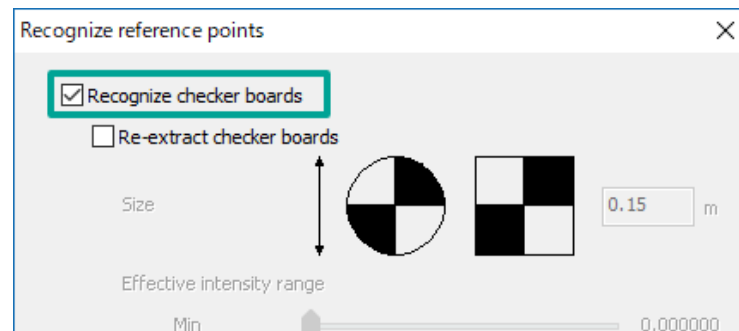 Recognize reference points
Recognize checker boards
Re-extract checker boards
Size
0.15 m
Effective intensity range
Min 0.000000